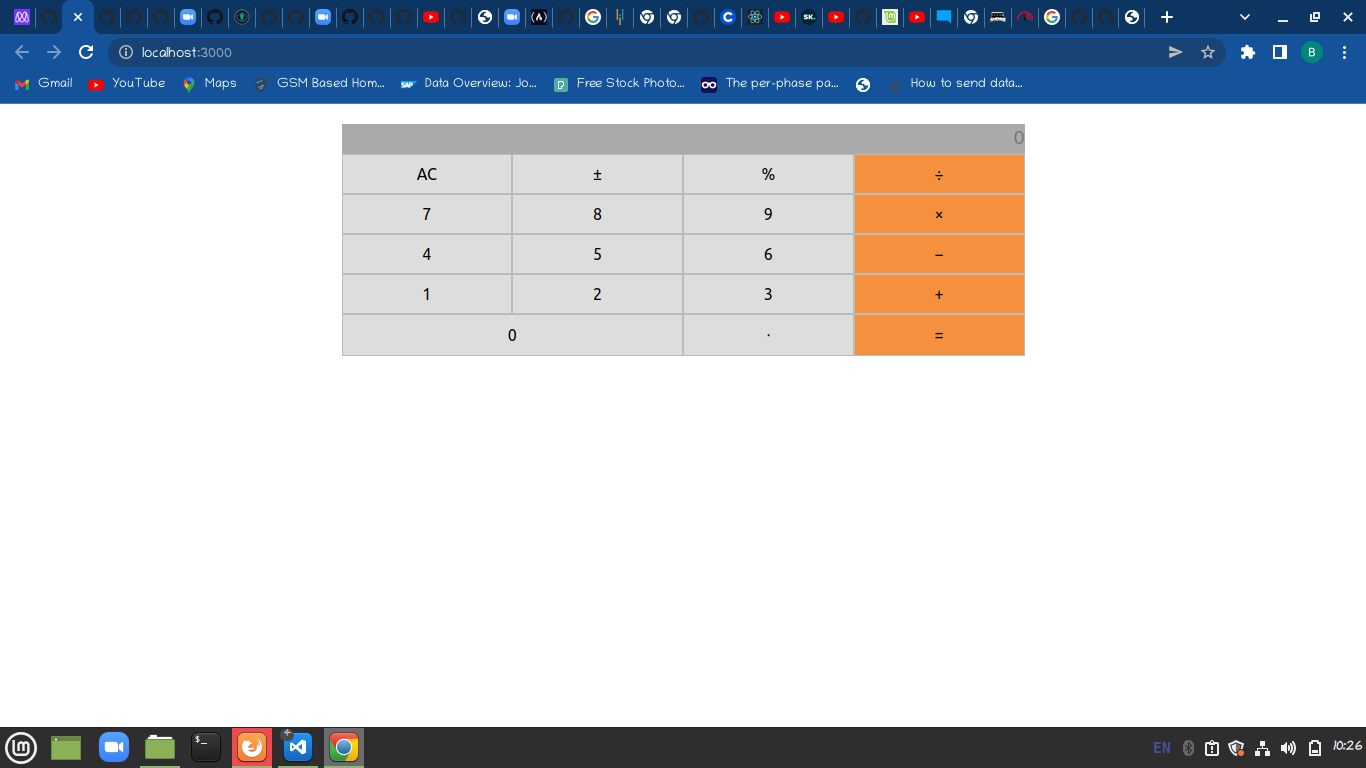 localhost:3000
B
Gmail YouTube Maps GSM Based Hom... Data Overview: Jo... Free Stock Photo... The per-phase pa... How to send data...
0
AC ± % ÷
7 8 9 ×
4 5 6 −
1 2 3 +
0 · =
EN 10:26